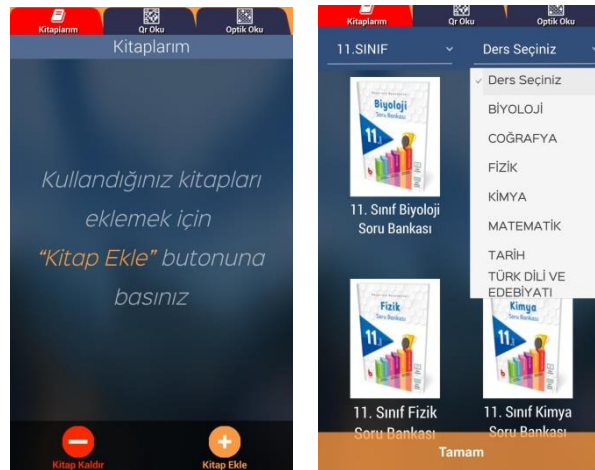 Kitaplarım
Qr Oku
Optik Oku
Kitaplarım
Kullandığınız kitapları
eklemek için
“Kitap Ekle” butonuna
basınız
Kitap Kaldır
Kitap Ekle
Kitaplarım
Qr Oku
Optik Oku
11.SINIF
Ders Seçiniz
Ders Seçiniz
BİYOLOJİ
COĞRAFYA
FİZİK
KİMYA
MATEMATİK
TARİH
TÜRK DİLİ VE
EDEBİYATI
Biyoloji
Soru Bankası
11.
11. Sınıf Biyoloji
Soru Bankası
Fizik
Soru Bankası
11.
Kimya
Soru Bankası
11.
11. Sınıf Fizik
Soru Bankası
11. Sınıf Kimya
Soru Bankası
Tamam